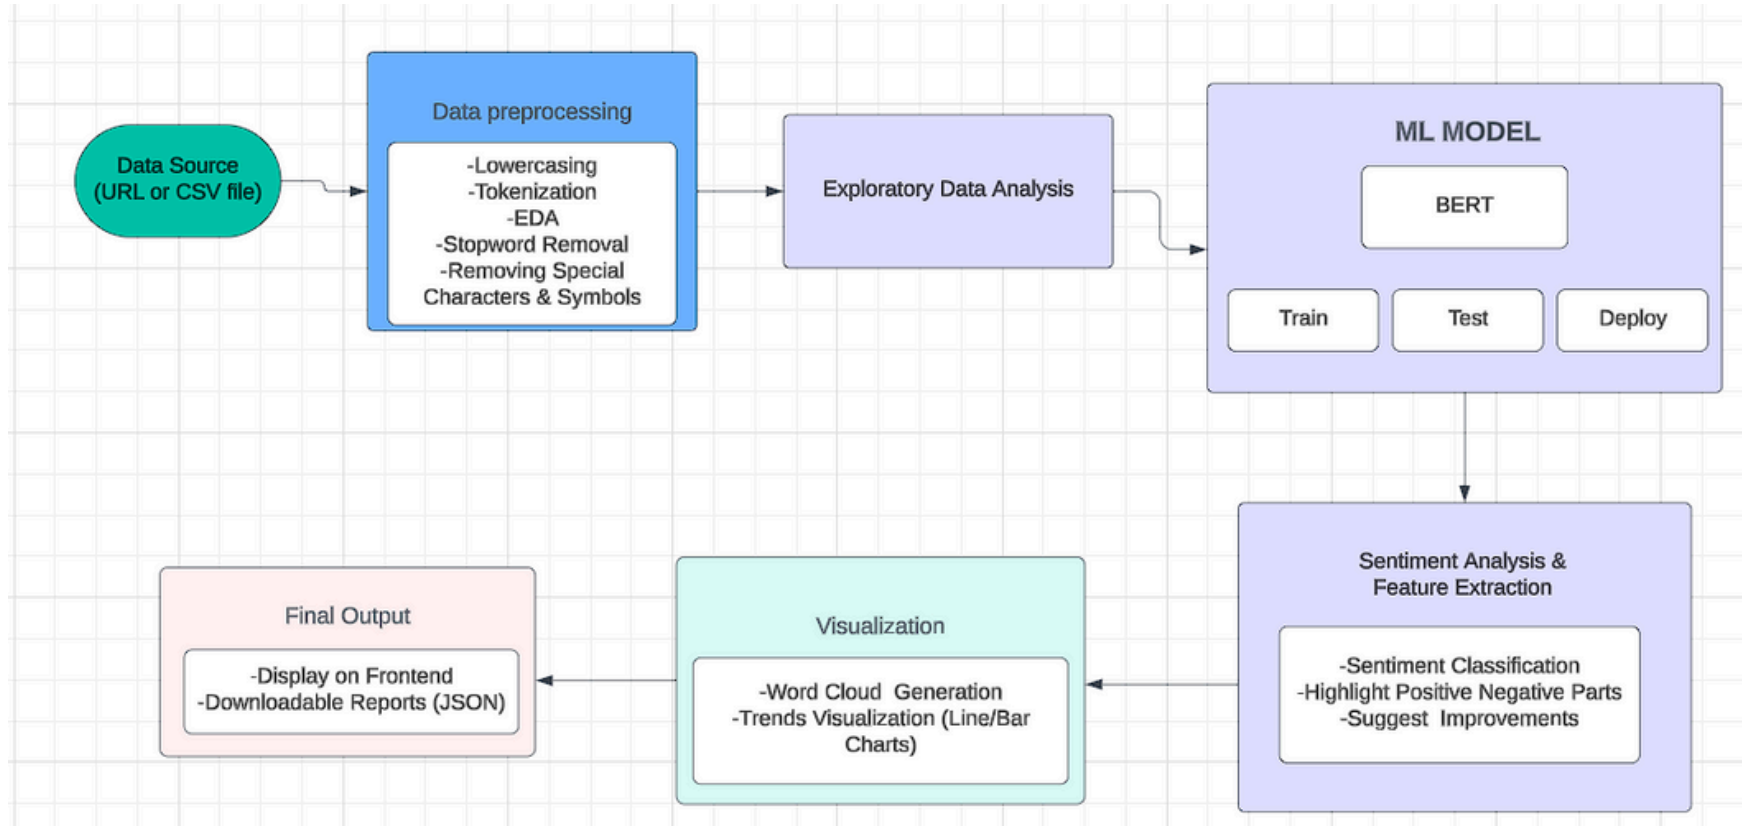 Data Source
(URL or CSV file)
Data preprocessing
-Lowercasing
-Tokenization
-EDA
-Stopword Removal
-Removing Special
Characters & Symbols
Exploratory Data Analysis
ML MODEL
BERT
Train
Test
Deploy
Sentiment Analysis &
Feature Extraction
-Sentiment Classification
-Highlight Positive Negative Parts
-Suggest Improvements
Visualization
-Word Cloud Generation
-Trends Visualization (Line/Bar
Charts)
Final Output
-Display on Frontend
-Downloadable Reports (JSON)